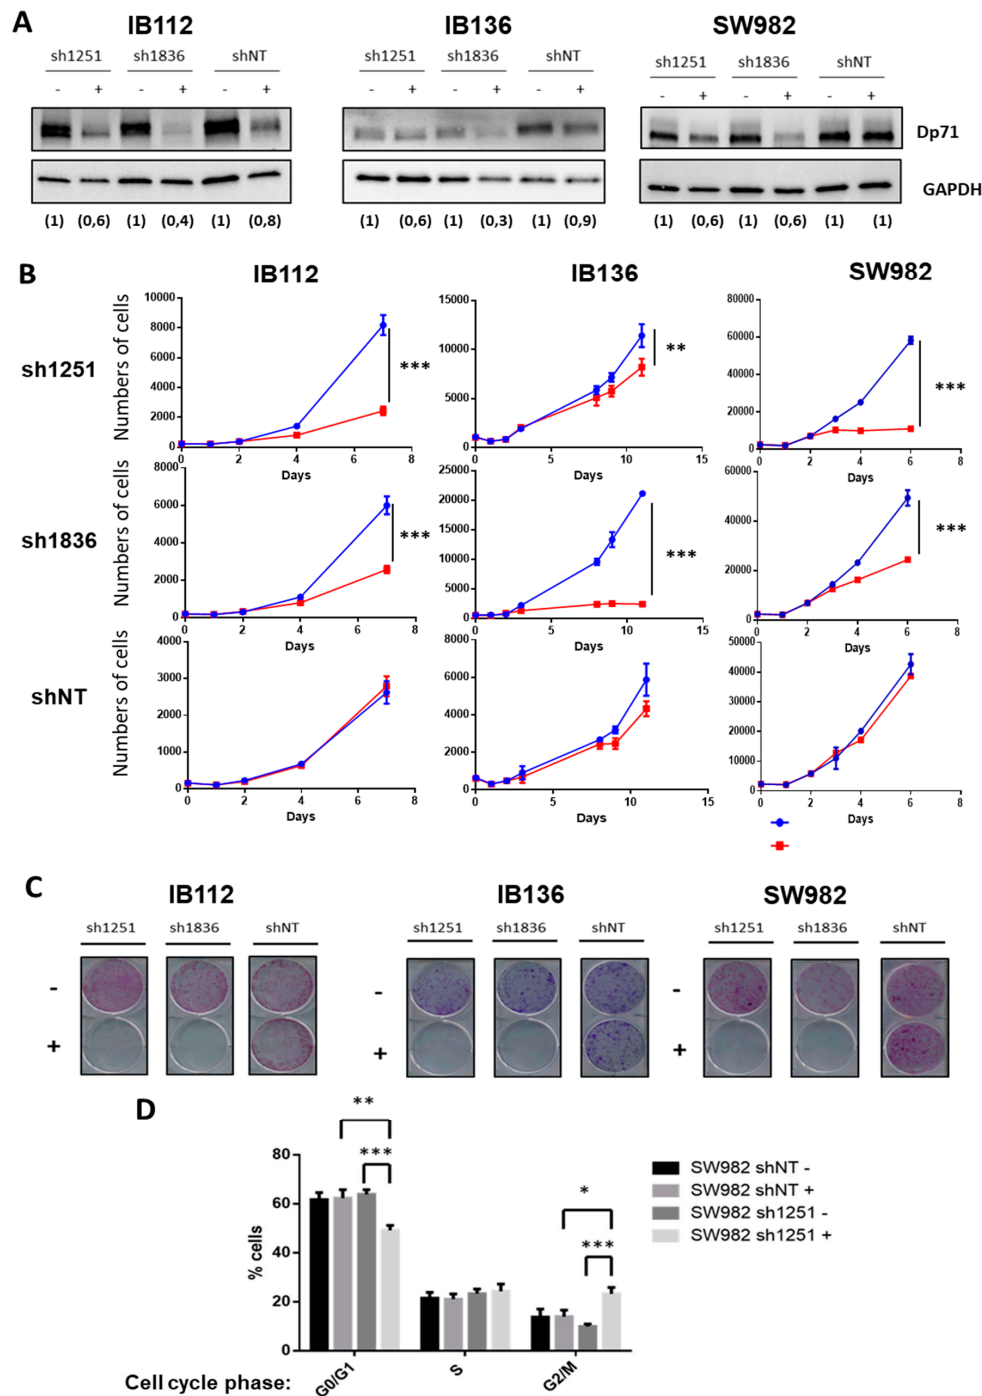 A
IB112 IB136 SW982
sh1251 sh1836 shNT sh1251 sh1836 shNT sh1251 sh1836 shNT
- + - + - + - + - + - + - + - + - +
Dp71
GAPDH
(1) (0,6) (1) (0,4) (1) (0,8) (1) (0,6) (1) (0,3) (1) (0,9) (1) (0,6) (1) (0,6) (1) (1)
B
IB112 IB136 SW982
sh1251
Numbers of cells
10000 8000 6000 4000 2000 0
0 2 4 6 8
Days
***
15000 10000 5000 0
0 5 10 15
Days
**
80000 60000 40000 20000 0
0 2 4 6 8
Days
***
sh1836
Numbers of cells
8000 6000 4000 2000 0
0 2 4 6 8
Days
***
25000 20000 15000 10000 5000 0
0 5 10 15
Days
***
60000 40000 20000 0
0 2 4 6 8
Days
***
shNT
Numbers of cells
4000 3000 2000 1000 0
0 2 4 6 8
Days
8000 6000 4000 2000 0
0 5 10 15
Days
50000 40000 30000 20000 10000 0
0 2 4 6 8
Days
C
IB112 IB136 SW982
sh1251 sh1836 shNT sh1251 sh1836 shNT sh1251 sh1836 shNT
- - -
+ + +
D
** *** * ***
80 60 40 20 0
% cells
SW982 shNT -
SW982 shNT +
SW982 sh1251 -
SW982 sh1251 +
Cell cycle phase: G0/G1 S G2/M